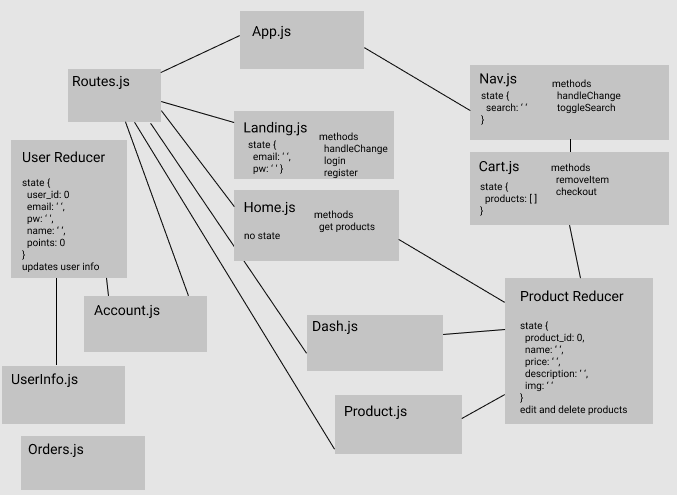 App.js
Routes.js
Nav.js
methods
handleChange
toggleSearch
state {
search: ‘ ‘
}
Landing.js
methods
handleChange
login
register
state {
email: ‘ ‘,
pw: ‘ ‘ }
User Reducer
state {
user_id: 0
email: ‘ ‘,
pw: ‘ ‘,
name: ‘ ‘,
points: 0
}
updates user info
Cart.js
methods
removeItem
checkout
state {
products: [ ]
}
Home.js
methods
get products
no state
Account.js
Product Reducer
state {
product_id: 0,
name: ‘ ‘,
price: ‘ ‘,
description: ‘ ‘,
img: ‘ ‘
}
edit and delete products
Dash.js
UserInfo.js
Product.js
Orders.js